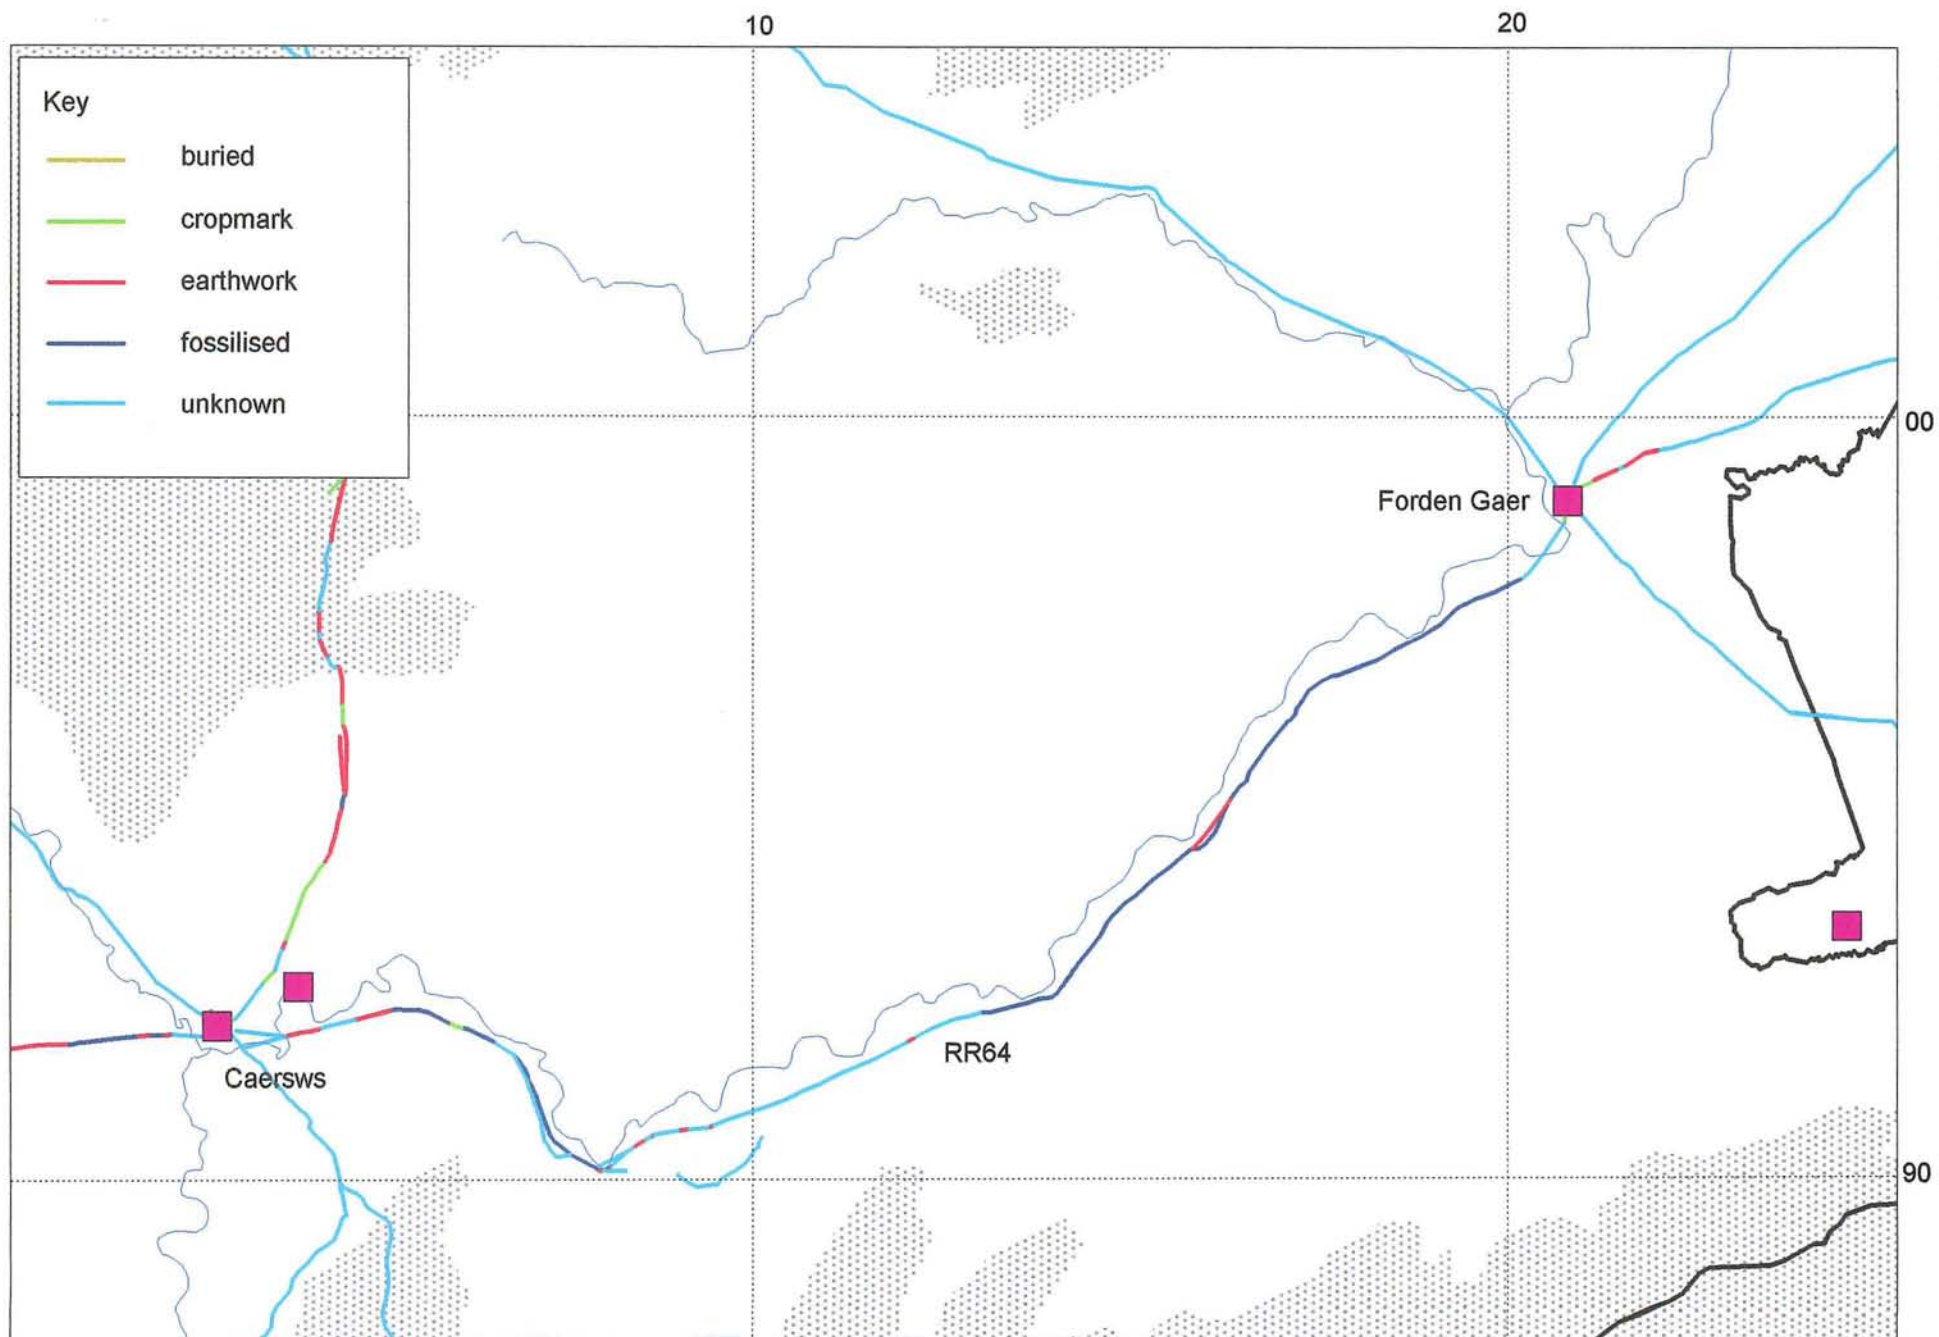 10
20
Key
buried
cropmark
earthwork
fossilised
unknown
00
Forden Gaer
RR64
Caersws
90